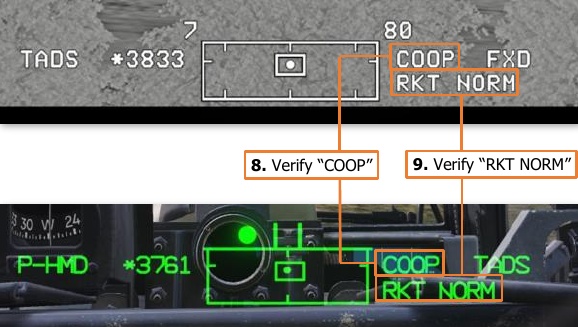 7 80
TADS *3833 COOP FXD
RKT NORM
8. Verify “COOP”
9. Verify “RKT NORM”
33 30 W 24
P-HMD *3761 COOP TADS
RKT NORM